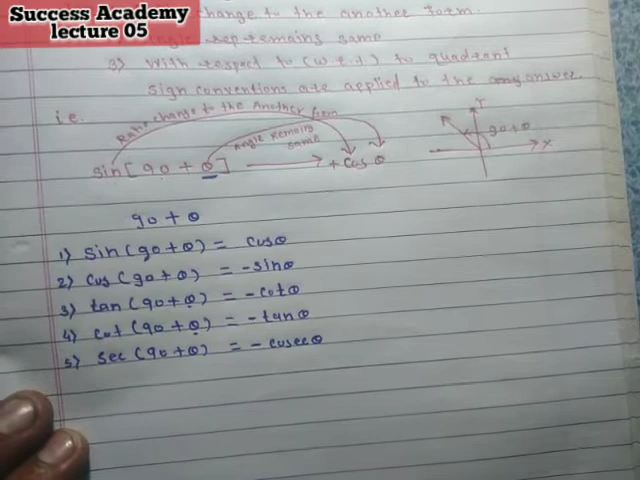 Success Academy
lecture 05
change to the another form.
remains same
3) With respect to (w.r.t) to quadrant
sign conventions are applied to the answer.
i.e.
Ratio change to the Another form
Angle Remains same
sin[90 + θ] → + cos θ
Y
90+θ
X
90 + θ
1) sin(90+θ) = cosθ
2) cos(90+θ) = -sinθ
3) tan(90+θ) = -cotθ
4) cot(90+θ) = -tanθ
5) sec(90+θ) = -cosecθ